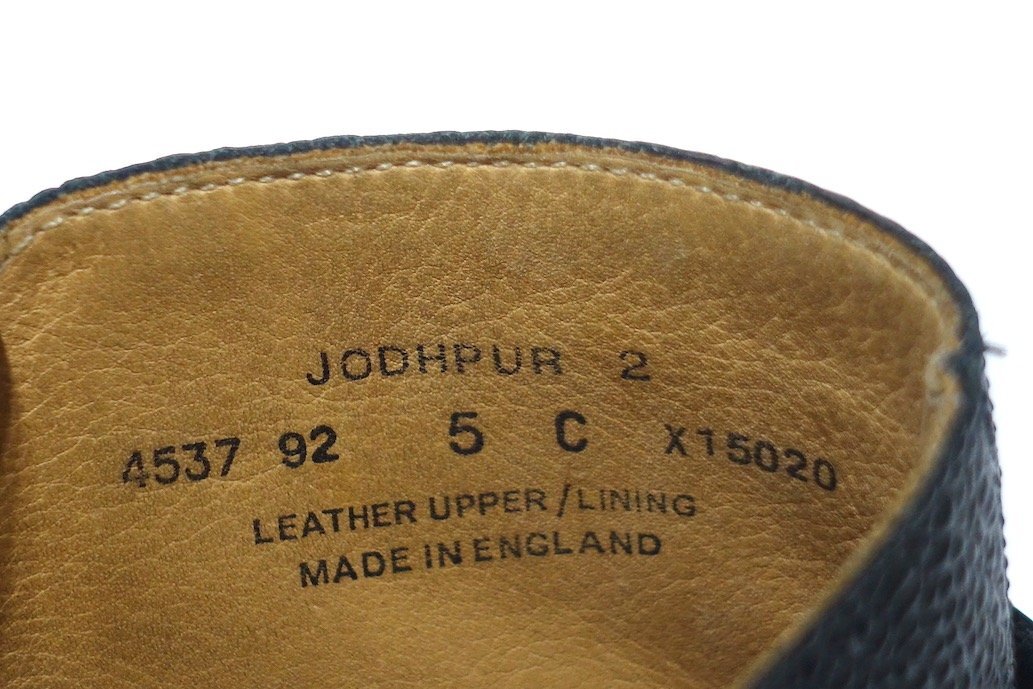 JODHPUR 2
4537 92 5 C X15020
LEATHER UPPER/LINING
MADE IN ENGLAND